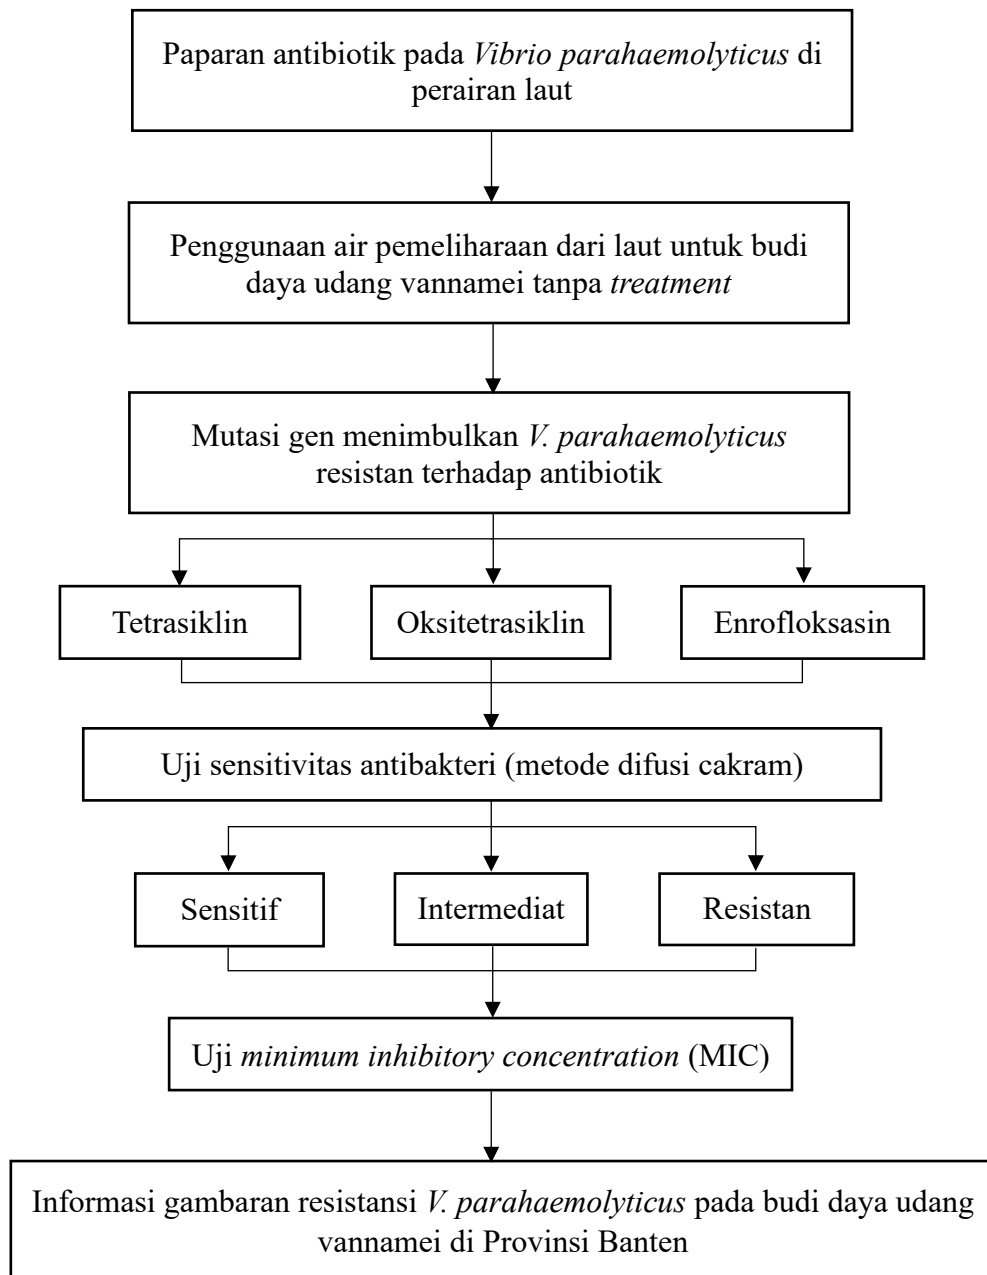 Paparan antibiotik pada Vibrio parahaemolyticus di
perairan laut
Penggunaan air pemeliharaan dari laut untuk budi
daya udang vannamei tanpa treatment
Mutasi gen menimbulkan V. parahaemolyticus
resistan terhadap antibiotik
Tetrasiklin
Oksitetrasiklin
Enrofloksasin
Uji sensitivitas antibakteri (metode difusi cakram)
Sensitif
Intermediat
Resistan
Uji minimum inhibitory concentration (MIC)
Informasi gambaran resistansi V. parahaemolyticus pada budi daya udang
vannamei di Provinsi Banten